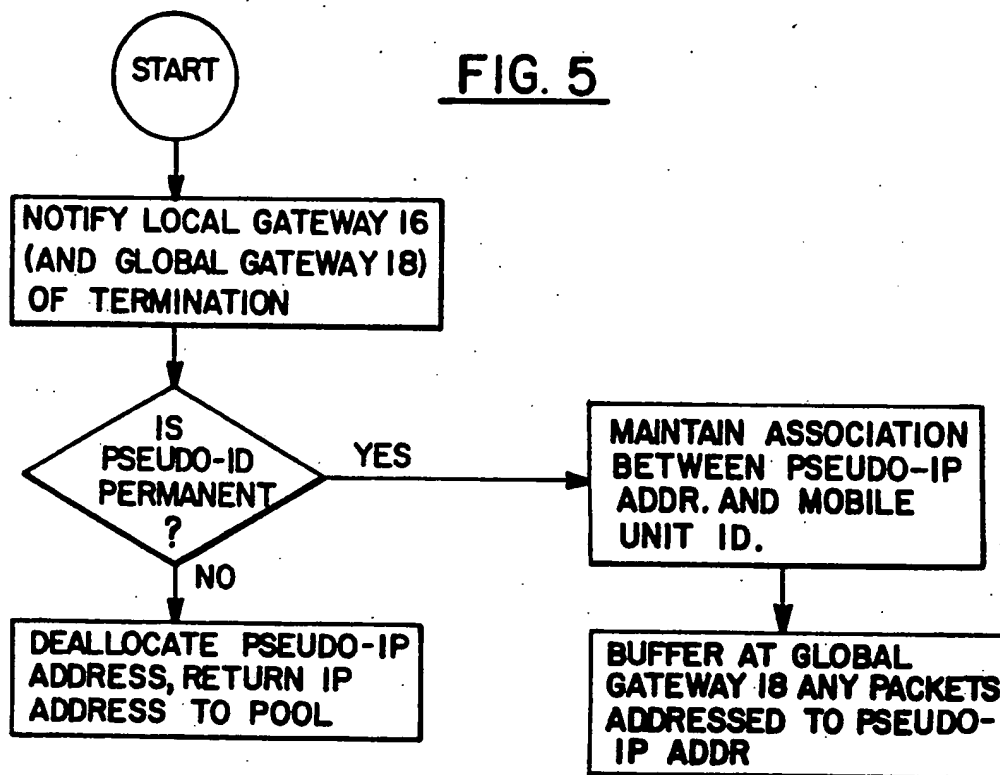 START
FIG. 5
NOTIFY LOCAL GATEWAY 16
(AND GLOBAL GATEWAY 18)
OF TERMINATION
IS
PSEUDO-ID
PERMANENT
?
YES
NO
MAINTAIN ASSOCIATION
BETWEEN PSEUDO-IP
ADDR. AND MOBILE
UNIT ID.
DEALLOCATE PSEUDO-IP
ADDRESS, RETURN IP
ADDRESS TO POOL
BUFFER AT GLOBAL
GATEWAY 18 ANY PACKETS
ADDRESSED TO PSEUDO-
IP ADDR